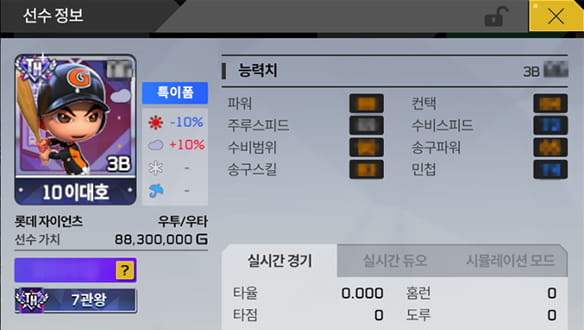 선수 정보
TH
G
3B
10 이대호
롯데 자이언츠 우투/우타
선수 가치 88,300,000 G
?
TH 7관왕
특이폼
-10%
+10%
-
-
능력치 3B
파워 컨택
주루스피드 수비스피드
수비범위 송구파워
송구스킬 민첩
실시간 경기 실시간 듀오 시뮬레이션 모드
타율 0.000 홈런 0
타점 0 도루 0